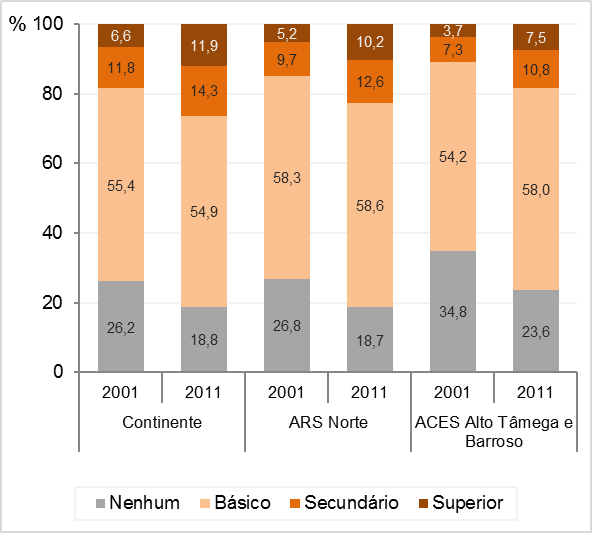 %
100
80
60
40
20
0
6,6 11,9 5,2 10,2 3,7 7,5
11,8 14,3 9,7 12,6 7,3 10,8
55,4 54,9 58,3 58,6 54,2 58,0
26,2 18,8 26,8 18,7 34,8 23,6
2001 2011 2001 2011 2001 2011
Continente ARS Norte ACES Alto Tâmega e
Barroso
Nenhum Básico Secundário Superior